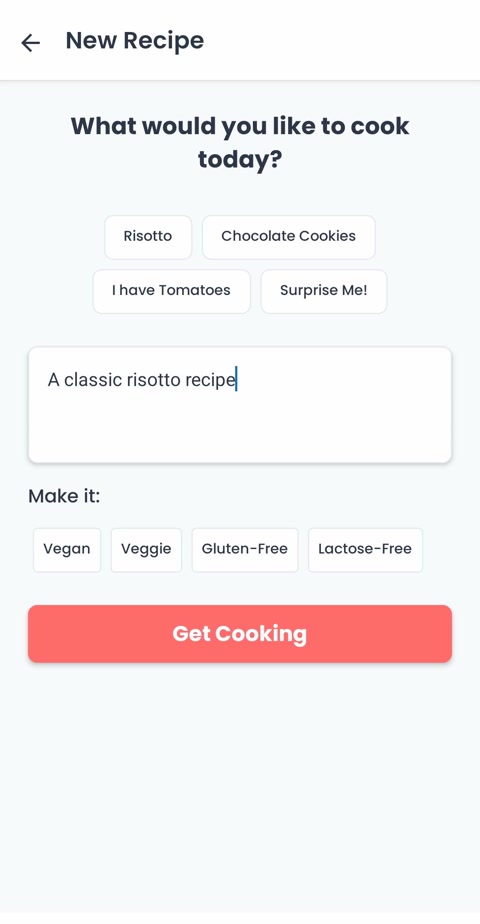 New Recipe
What would you like to cook
today?
Risotto
Chocolate Cookies
I have Tomatoes
Surprise Me!
A classic risotto recipe
Make it:
Vegan
Veggie
Gluten-Free
Lactose-Free
Get Cooking